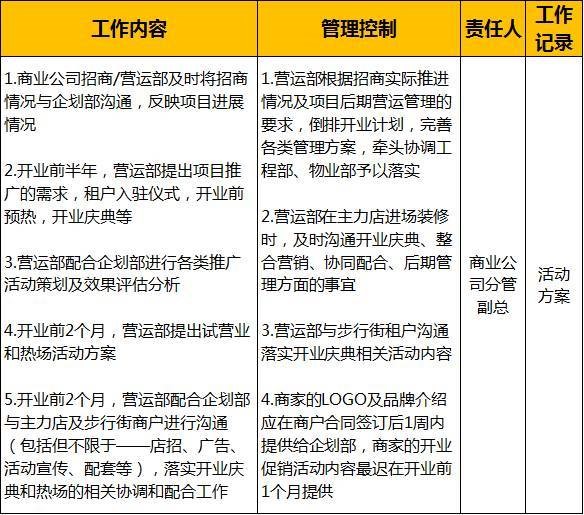 工作内容
管理控制
责任人
工作
记录
1.商业公司招商/营运部及时将招商
情况与企划部沟通，反映项目进展
情况
2.开业前半年，营运部提出项目推
广的需求，租户入驻仪式，开业前
预热，开业庆典等
3.营运部配合企划部进行各类推广
活动策划及效果评估分析
4.开业前2个月，营运部提出试营业
和热场活动方案
5.开业前2个月，营运部配合企划部
与主力店及步行街商户进行沟通
（包括但不限于——店招、广告、
活动宣传、配套等），落实开业庆
典和热场的相关协调和配合工作
1.营运部根据招商实际推进
情况及项目后期营运管理的
要求，倒排开业计划，完善
各类管理方案，牵头协调工
程部、物业部予以落实
2.营运部在主力店进场装修
时，及时沟通开业庆典、整
合营销、协同配合、后期管
理方面的事宜
3.营运部与步行街租户沟通
落实开业庆典相关活动内容
4.商家的LOGO及品牌介绍
应在商户合同签订后1周内
提供给企划部，商家的开业
促销活动内容最迟在开业前
1个月提供
商业公
司分管
副总
活动
方案